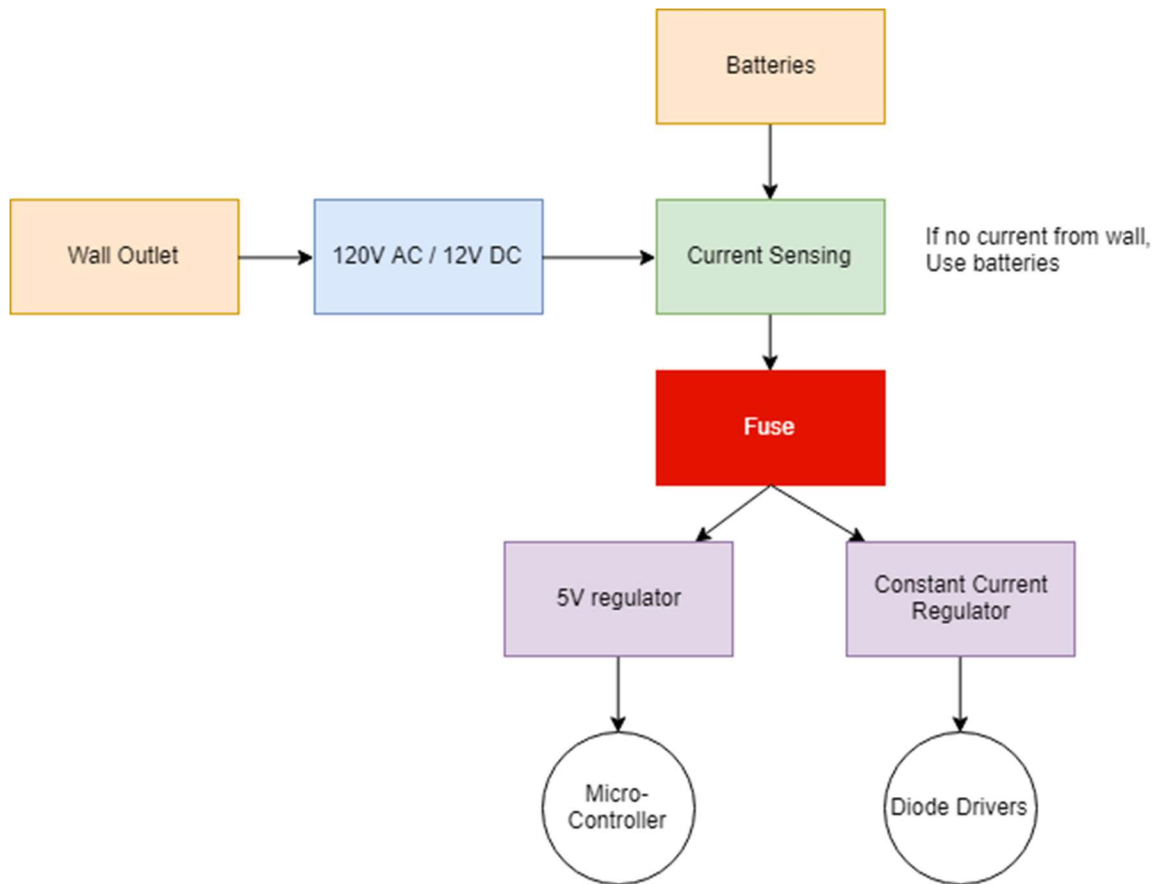 Batteries
Wall Outlet
120V AC / 12V DC
Current Sensing
If no current from wall,
Use batteries
Fuse
5V regulator
Constant Current
Regulator
Micro-
Controller
Diode Drivers